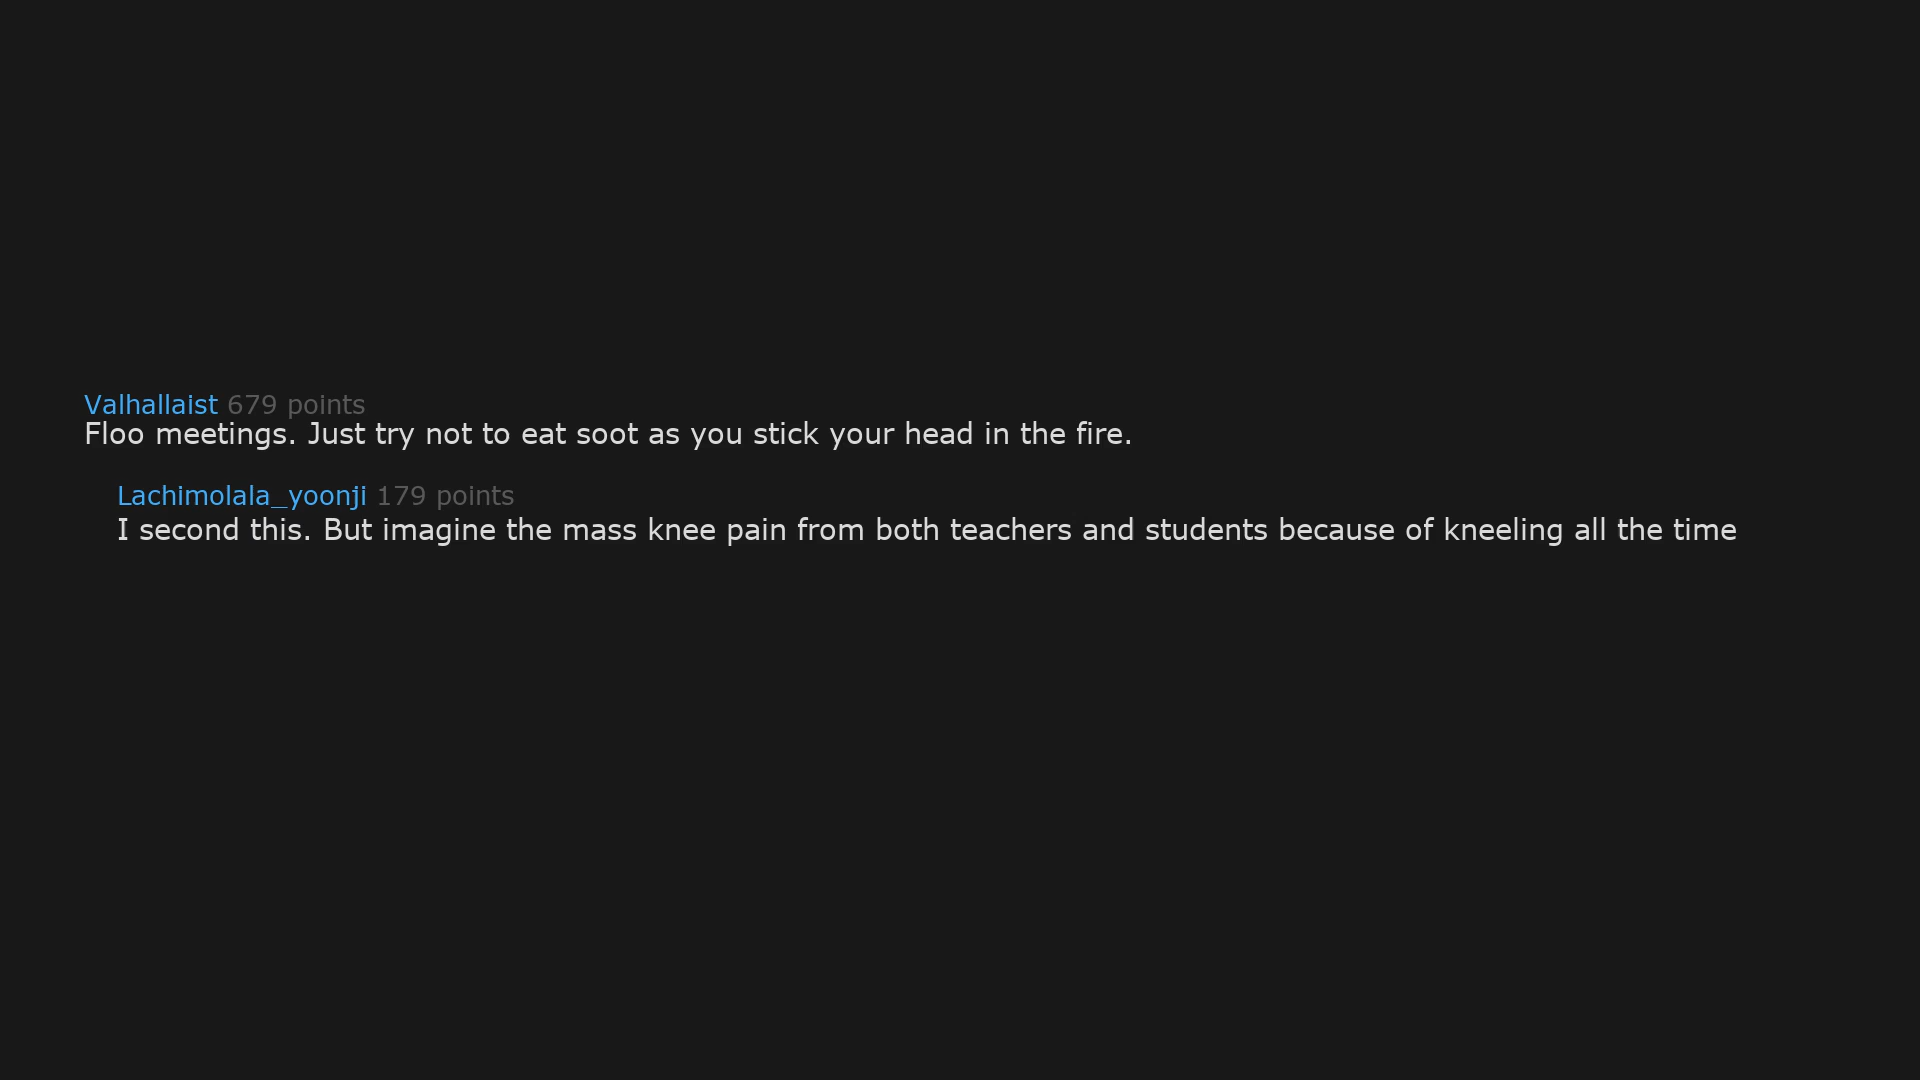 Valhallaist 679 points
Floo meetings. Just try not to eat soot as you stick your head in the fire.
Lachimolala_yoonji 179 points
I second this. But imagine the mass knee pain from both teachers and students because of kneeling all the time